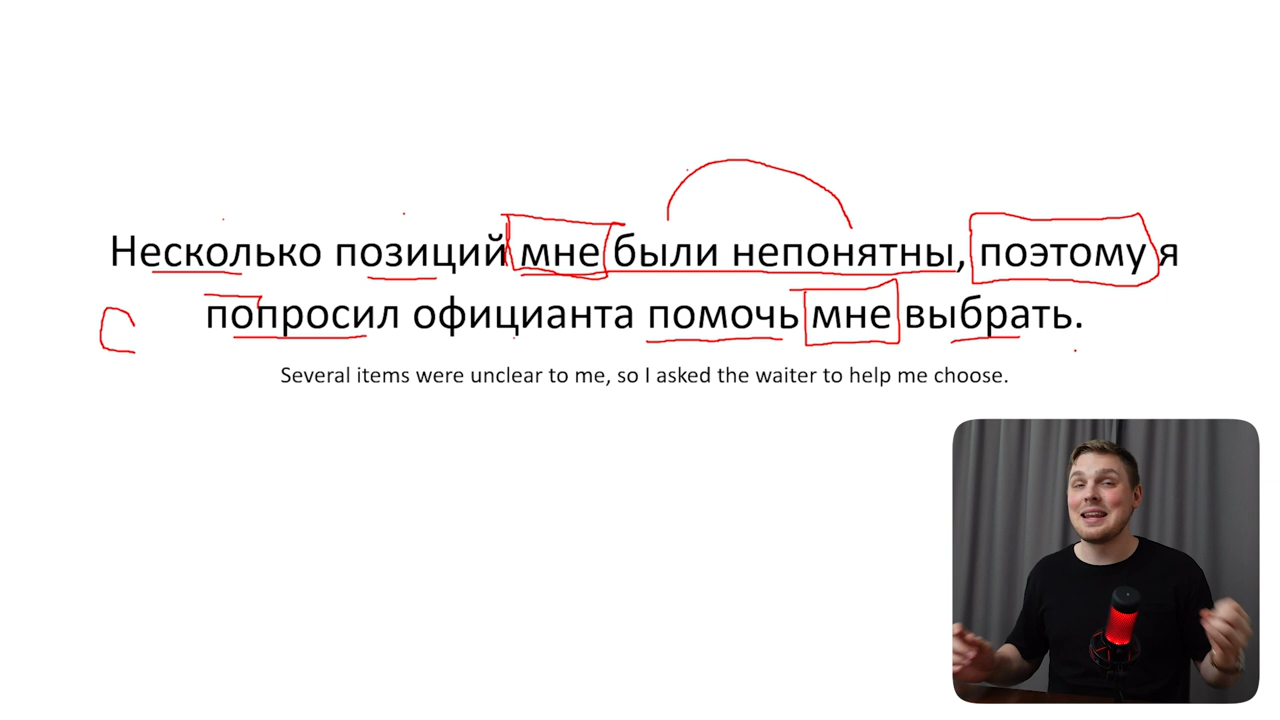 Несколько позиций мне были непонятны, поэтому я
попросил официанта помочь мне выбрать.
Several items were unclear to me, so I asked the waiter to help me choose.